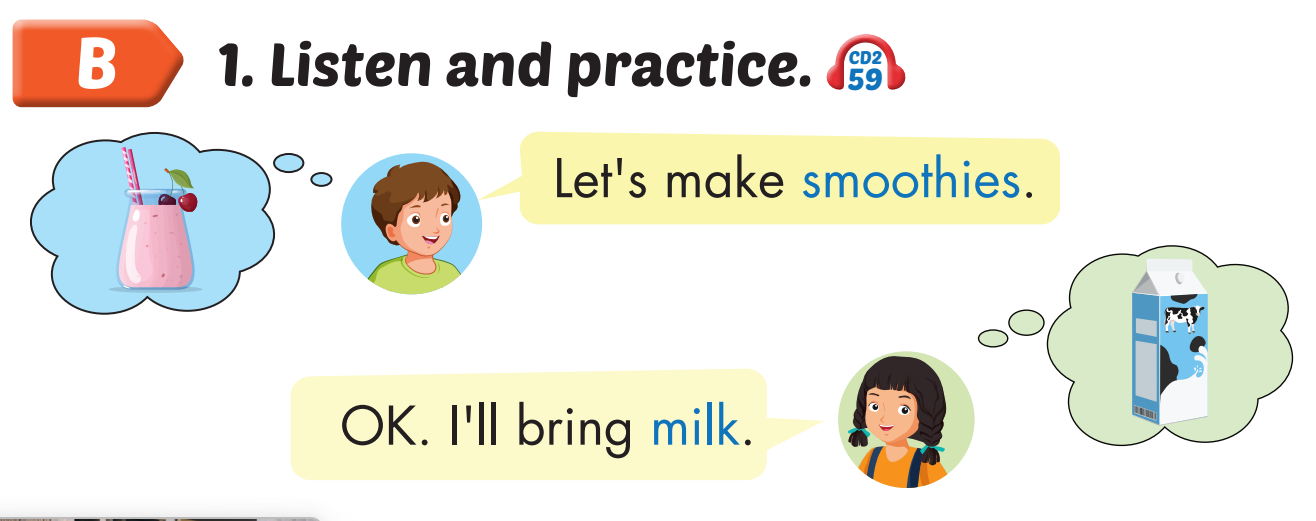 B
1. Listen and practice.
CD2
59
Let's make smoothies.
OK. I'll bring milk.